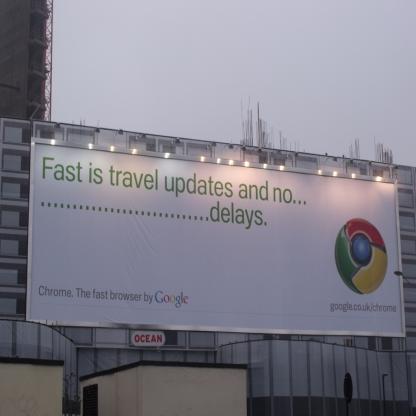 Fast is travel updates and no...
................................delays.
Chrome. The fast browser by Google
google.co.uk/chrome
OCEAN